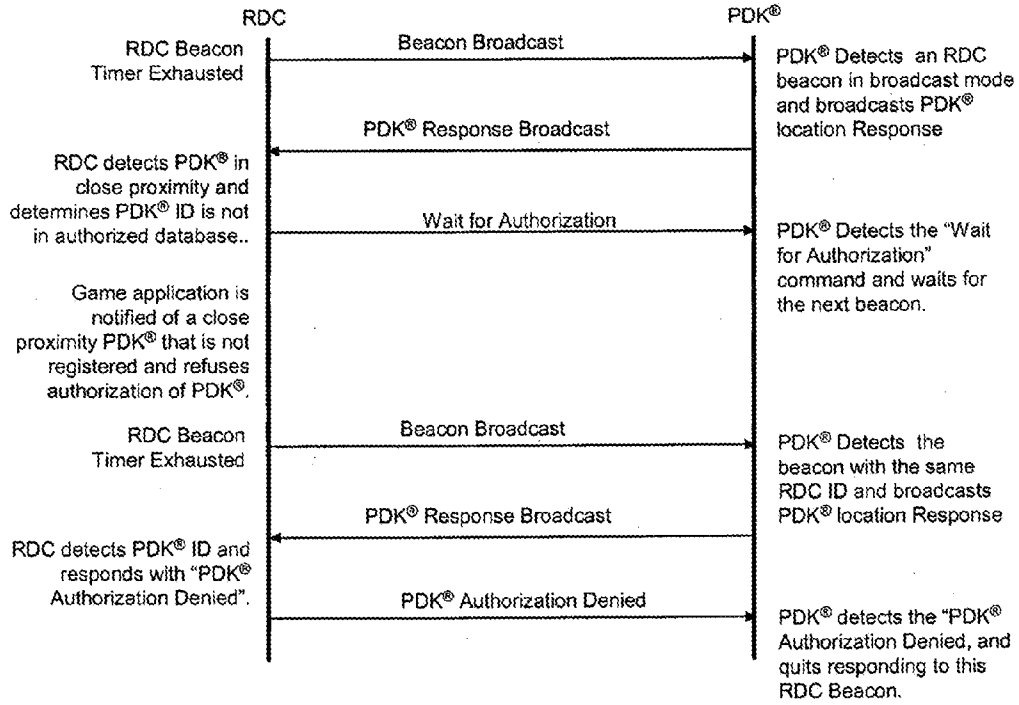 RDC
PDK®
RDC Beacon
Timer Exhausted
Beacon Broadcast
PDK® Detects an RDC
beacon in broadcast mode
and broadcasts PDK®
location Response
PDK® Response Broadcast
RDC detects PDK® in
close proximity and
determines PDK® ID is not
in authorized database..
Wait for Authorization
PDK® Detects the "Wait
for Authorization"
command and waits for
the next beacon.
Game application is
notified of a close
proximity PDK® that is not
registered and refuses
authorization of PDK®.
RDC Beacon
Timer Exhausted
Beacon Broadcast
PDK® Detects the
beacon with the same
RDC ID and broadcasts
PDK® location Response
PDK® Response Broadcast
RDC detects PDK® ID and
responds with "PDK®
Authorization Denied".
PDK® Authorization Denied
PDK® detects the "PDK®
Authorization Denied, and
quits responding to this
RDC Beacon.